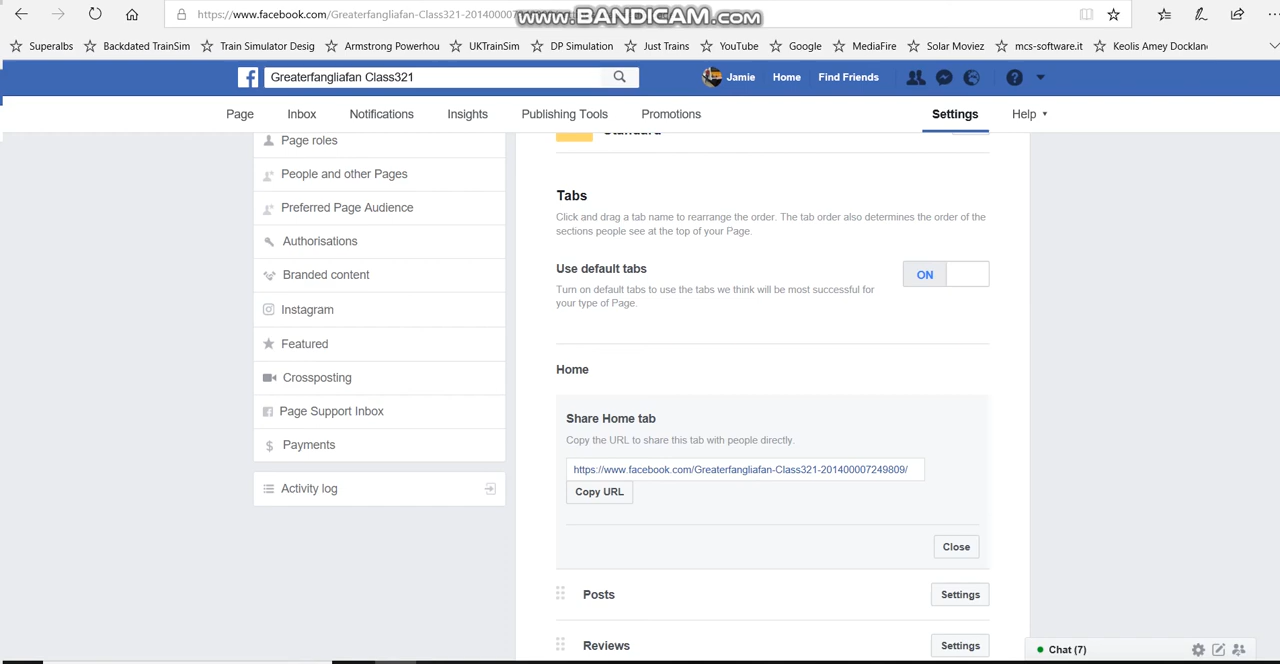 https://www.facebook.com/Greaterfangliafan-Class321-20140000
www.BANDICAM.com
Superalbs
Backdated TrainSim
Train Simulator Desig
Armstrong Powerhou
UKTrainSim
DP Simulation
Just Trains
YouTube
Google
MediaFire
Solar Moviez
mcs-software.it
Keolis Amey Docklan
Greaterfangliafan Class321
Jamie
Home
Find Friends
Page
Inbox
Notifications
Insights
Publishing Tools
Promotions
Settings
Help
Page roles
People and other Pages
Preferred Page Audience
Authorisations
Branded content
Instagram
Featured
Crossposting
Page Support Inbox
Payments
Activity log
Standard
Tabs
Click and drag a tab name to rearrange the order. The tab order also determines the order of the
sections people see at the top of your Page.
Use default tabs
ON
Turn on default tabs to use the tabs we think will be most successful for
your type of Page.
Home
Share Home tab
Copy the URL to share this tab with people directly.
https://www.facebook.com/Greaterfangliafan-Class321-201400007249809/
Copy URL
Close
Posts
Settings
Reviews
Settings
Chat (7)